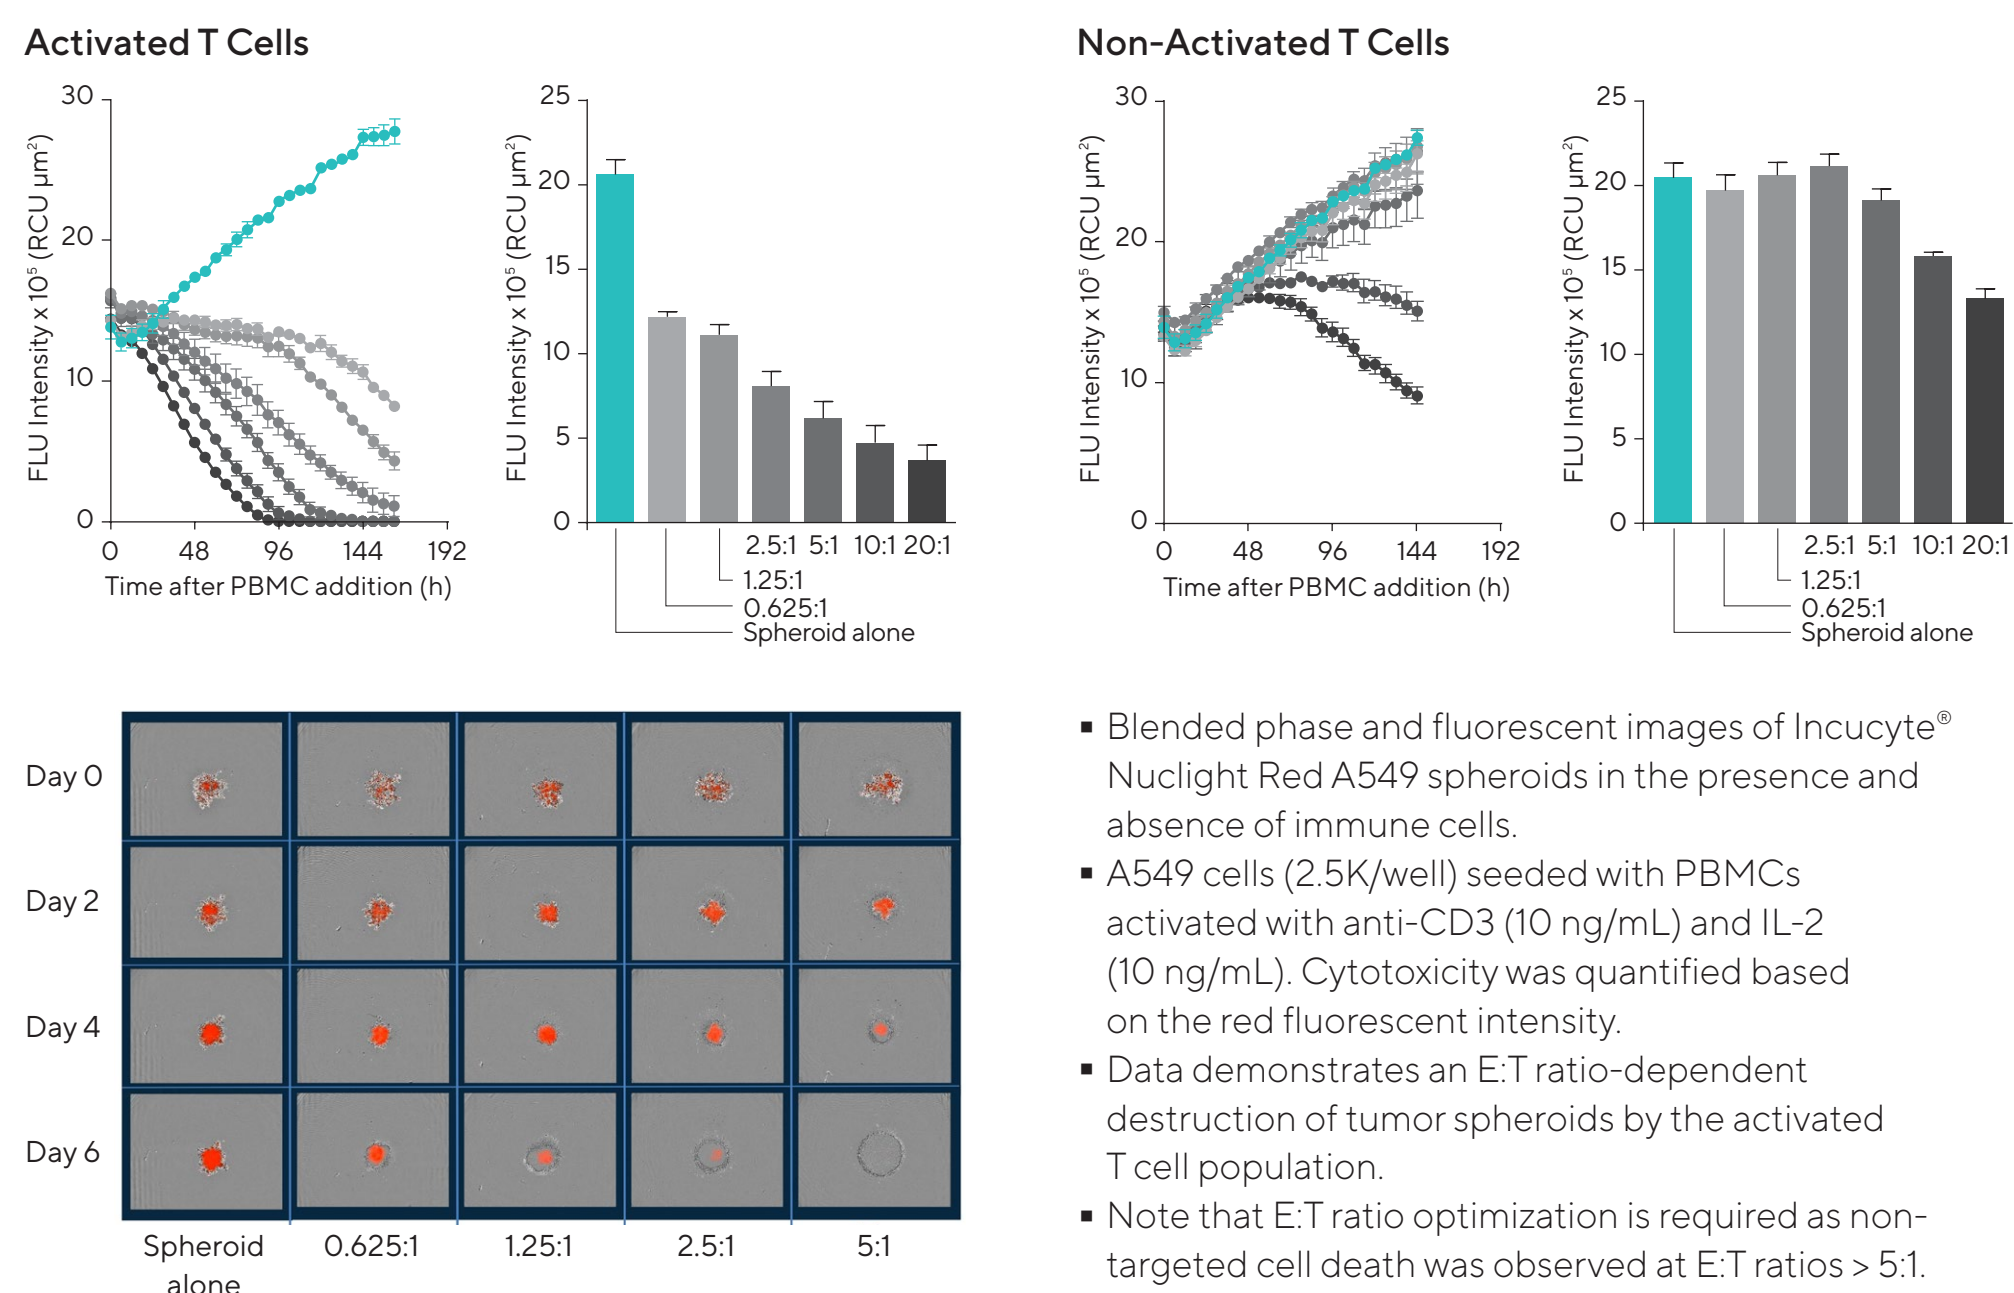 Activated T Cells
FLU Intensity x 10⁵ (RCU µm²)
30
20
10
0
0 48 96 144 192
Time after PBMC addition (h)
FLU Intensity x 10⁵ (RCU µm²)
25
20
15
10
5
0
2.5:1 5:1 10:1 20:1
1.25:1
0.625:1
Spheroid alone
Non-Activated T Cells
FLU Intensity x 10⁵ (RCU µm²)
30
20
10
0
0 48 96 144 192
Time after PBMC addition (h)
FLU Intensity x 10⁵ (RCU µm²)
25
20
15
10
5
0
2.5:1 5:1 10:1 20:1
1.25:1
0.625:1
Spheroid alone
Day 0
Day 2
Day 4
Day 6
Spheroid
alone
0.625:1
1.25:1
2.5:1
5:1
▪ Blended phase and fluorescent images of Incucyte®
Nuclight Red A549 spheroids in the presence and
absence of immune cells.
▪ A549 cells (2.5K/well) seeded with PBMCs
activated with anti-CD3 (10 ng/mL) and IL-2
(10 ng/mL). Cytotoxicity was quantified based
on the red fluorescent intensity.
▪ Data demonstrates an E:T ratio-dependent
destruction of tumor spheroids by the activated
T cell population.
▪ Note that E:T ratio optimization is required as non-
targeted cell death was observed at E:T ratios > 5:1.